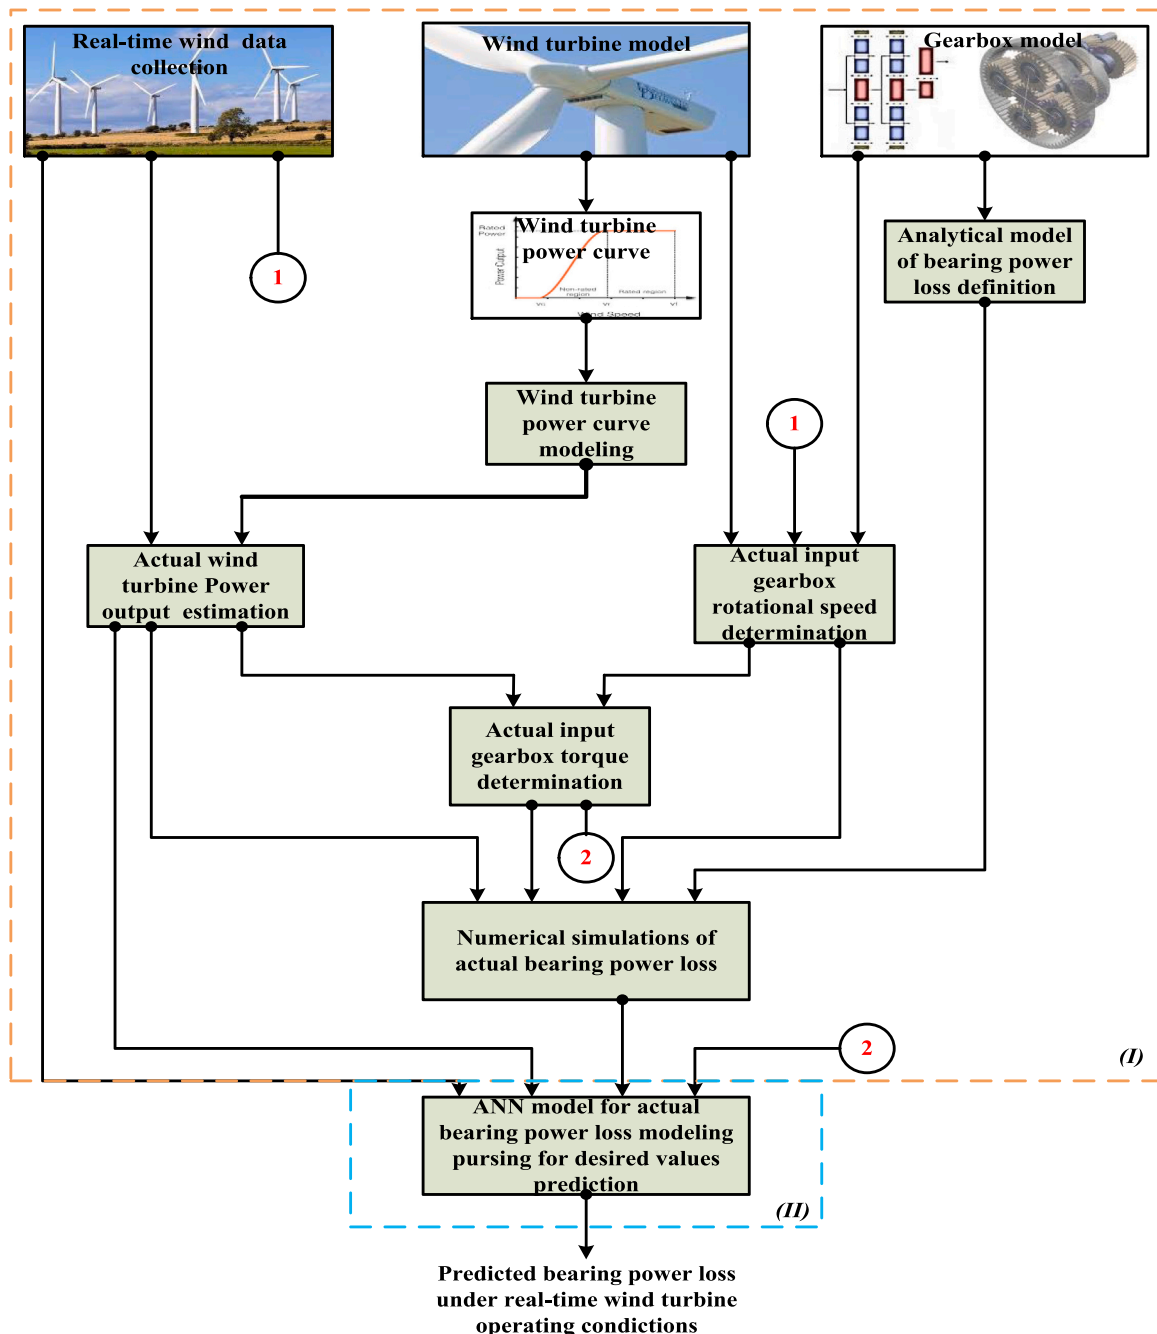 Real-time wind data
collection
Wind turbine model
Gearbox model
Wind turbine
power curve
Rated
Power
Power Output
Non-rated
region
Rated region
Wind Speed
Analytical model
of bearing power
loss definition
1
Wind turbine
power curve
modeling
1
Actual wind
turbine Power
output estimation
Actual input
gearbox
rotational speed
determination
Actual input
gearbox torque
determination
2
Numerical simulations of
actual bearing power loss
2
(I)
ANN model for actual
bearing power loss modeling
pursing for desired values
prediction
(II)
Predicted bearing power loss
under real-time wind turbine
operating condictions